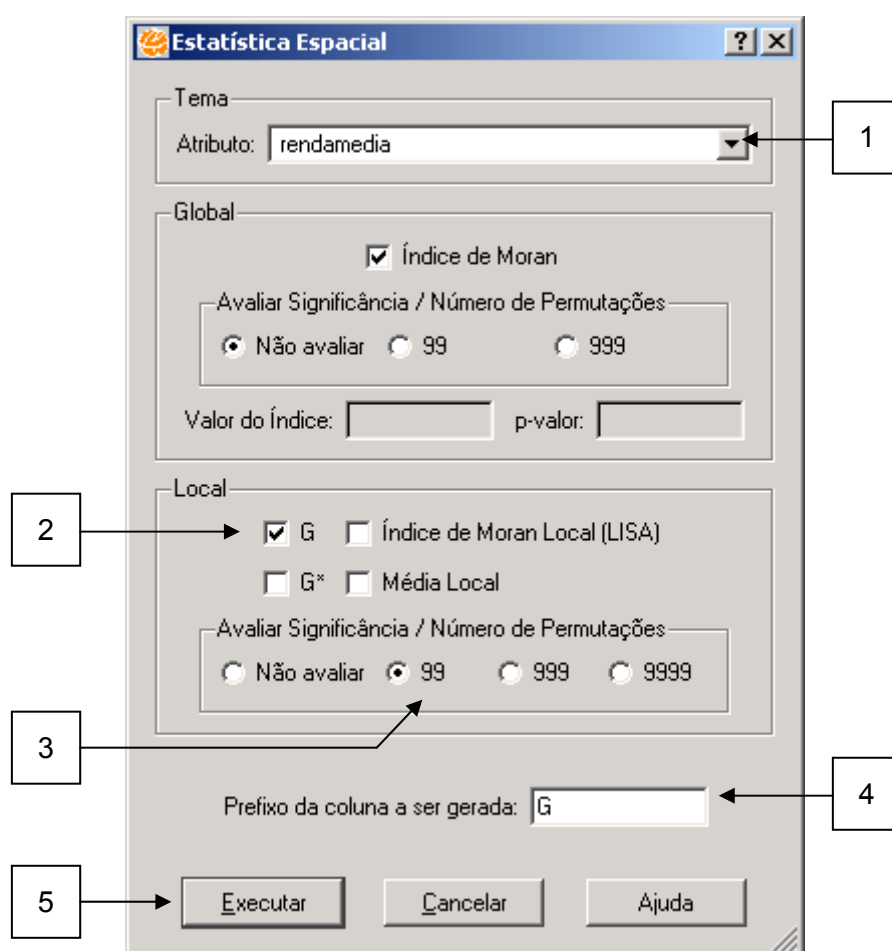 Estatística Espacial
Tema
Atributo: rendamedia
1
Global
Índice de Moran
Avaliar Significância / Número de Permutações
Não avaliar 99 999
Valor do Índice: p-valor:
Local
2
G Índice de Moran Local (LISA)
G* Média Local
Avaliar Significância / Número de Permutações
Não avaliar 99 999 9999
3
Prefixo da coluna a ser gerada: G
4
5
Executar Cancelar Ajuda